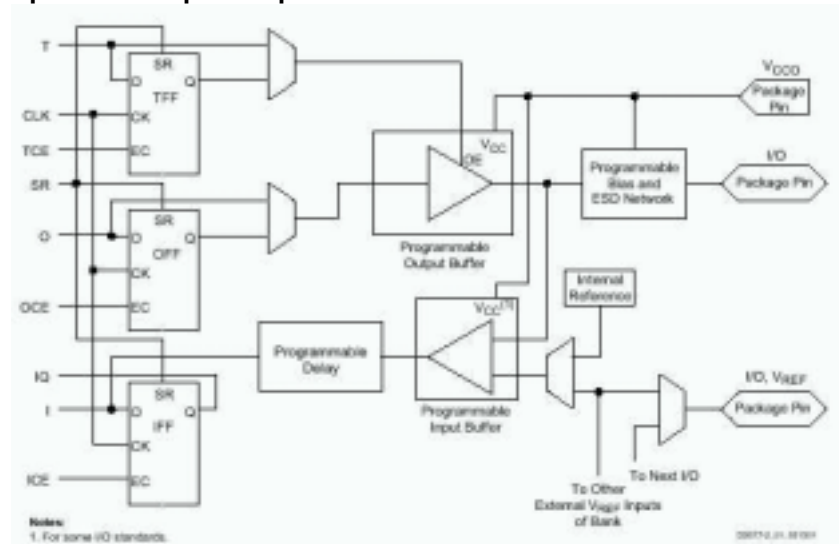 T
SR
D
Q
TFF
CLK
CK
TCE
EC
SR
VCCO
Package
Pin
VCC
OE
I/O
Programmable
Bias and
ESD Network
Package Pin
SR
O
D
Q
OFF
CK
Programmable
Output Buffer
OCE
EC
Internal
Reference
VCC(1)
Programmable
Delay
IQ
SR
I
D
Q
IFF
Programmable
Input Buffer
I/O, VREF
Package Pin
CK
ICE
EC
To Next I/O
To Other
External VREF Inputs
of Bank
Notes:
1. For some I/O standards.